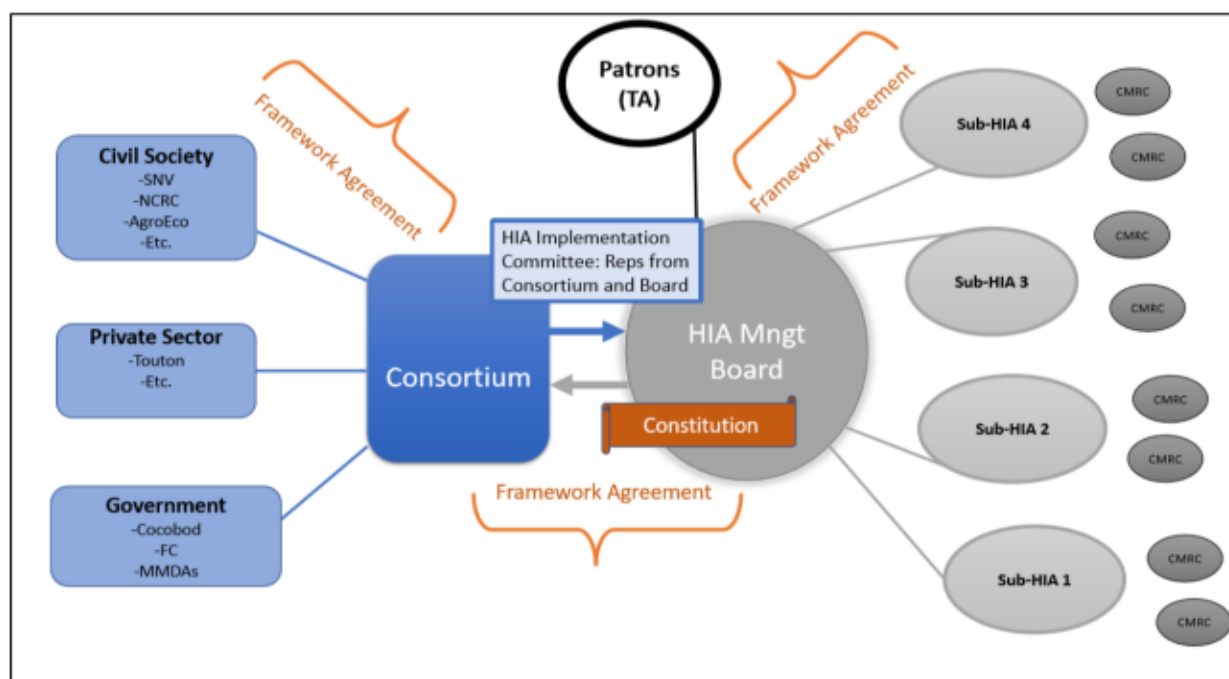 Patrons
(TA)
Framework Agreement
Framework Agreement
Civil Society
-SNV
-NCRC
-AgroEco
-Etc.
Private Sector
-Touton
-Etc.
Government
-Cocobod
-FC
-MMDAs
Consortium
HIA Implementation
Committee: Reps from
Consortium and Board
HIA Mngt
Board
Constitution
Framework Agreement
Sub-HIA 4
CMRC
CMRC
Sub-HIA 3
CMRC
CMRC
Sub-HIA 2
CMRC
CMRC
Sub-HIA 1
CMRC
CMRC